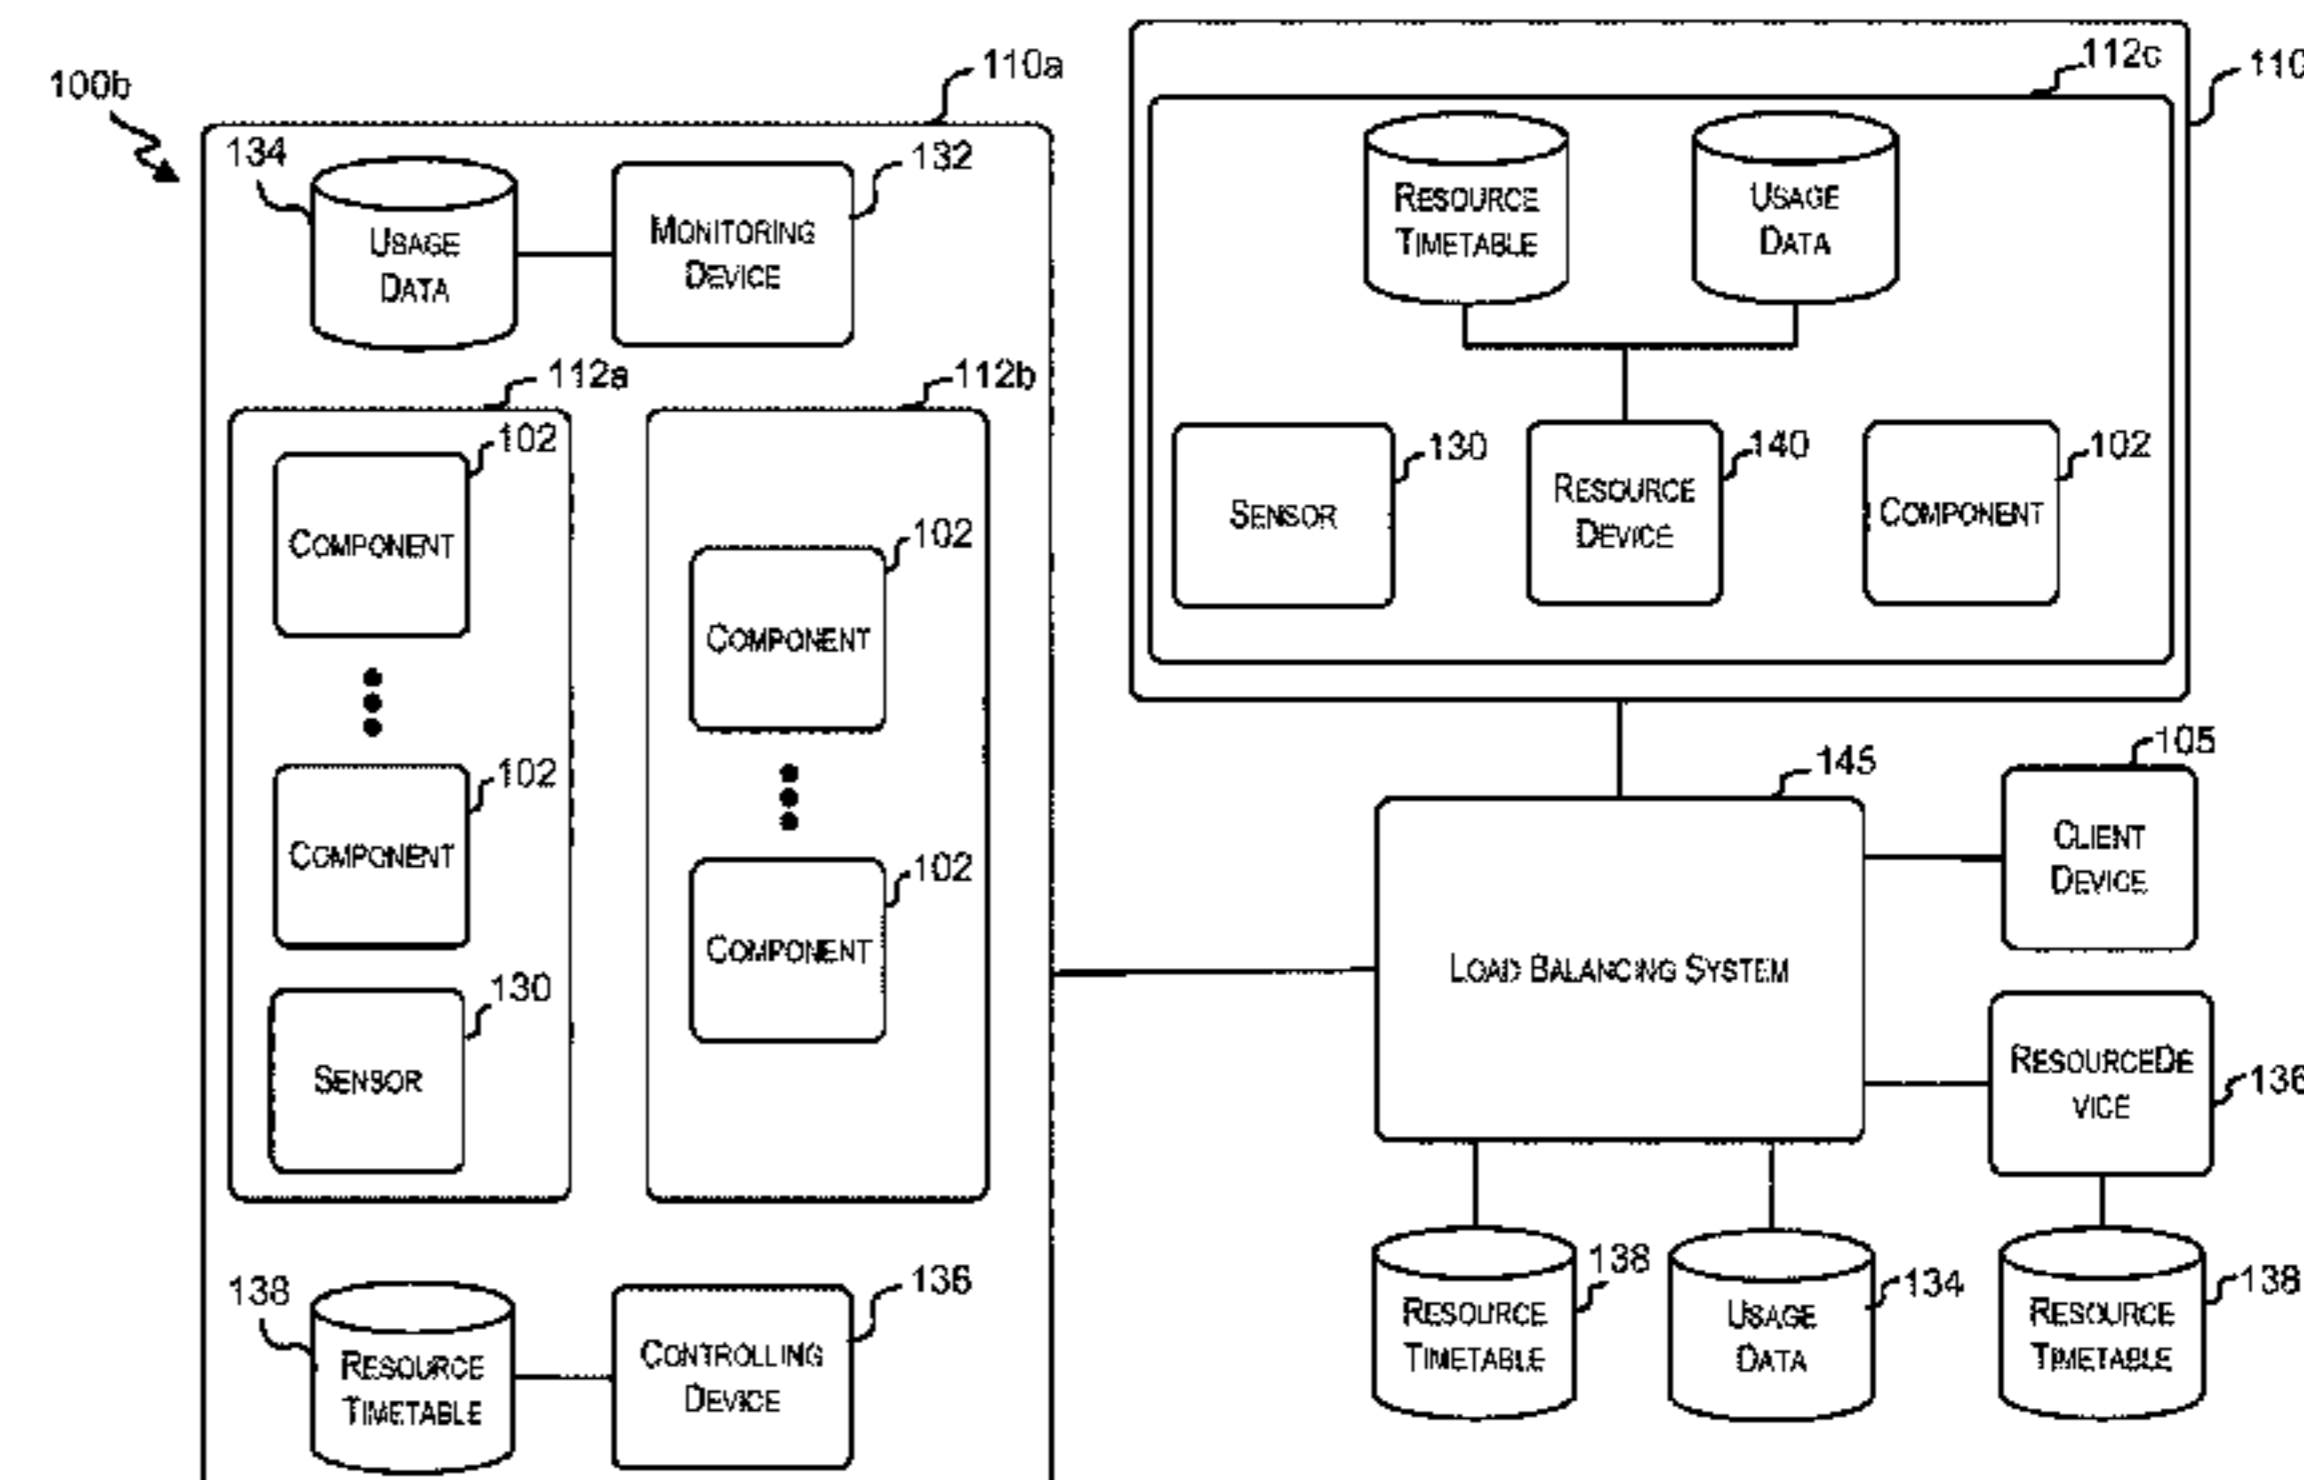 100b
110a
134
USAGE
DATA
MONITORING
DEVICE
132
112a
112b
102
COMPONENT
102
COMPONENT
130
SENSOR
102
COMPONENT
102
COMPONENT
138
RESOURCE
TIMETABLE
CONTROLLING
DEVICE
136
112c
110
RESOURCE
TIMETABLE
USAGE
DATA
SENSOR
130
RESOURCE
DEVICE
140
COMPONENT
102
145
LOAD BALANCING SYSTEM
105
CLIENT
DEVICE
RESOURCEDE
VICE
136
RESOURCE
TIMETABLE
138
USAGE
DATA
134
RESOURCE
TIMETABLE
138